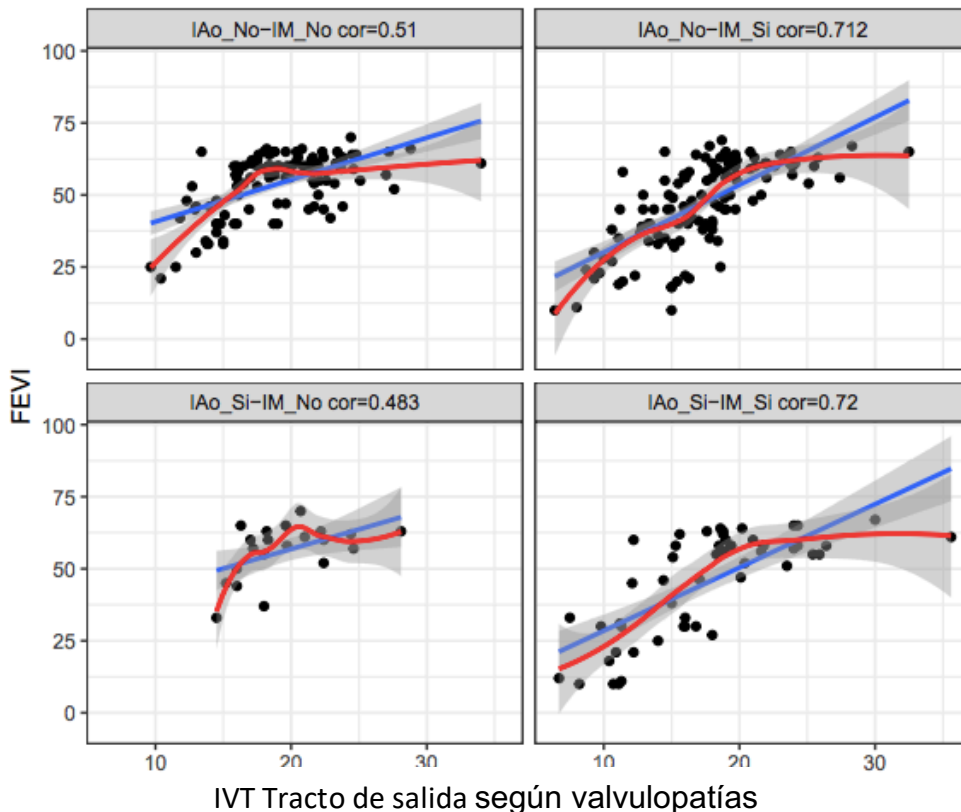 IAo_No−IM_No cor=0.51
IAo_No−IM_Si cor=0.712
100
75
50
25
0
IAo_Si−IM_No cor=0.483
IAo_Si−IM_Si cor=0.72
100
75
50
25
0
FEVI
10 20 30 10 20 30
IVT Tracto de salida según valvulopatías